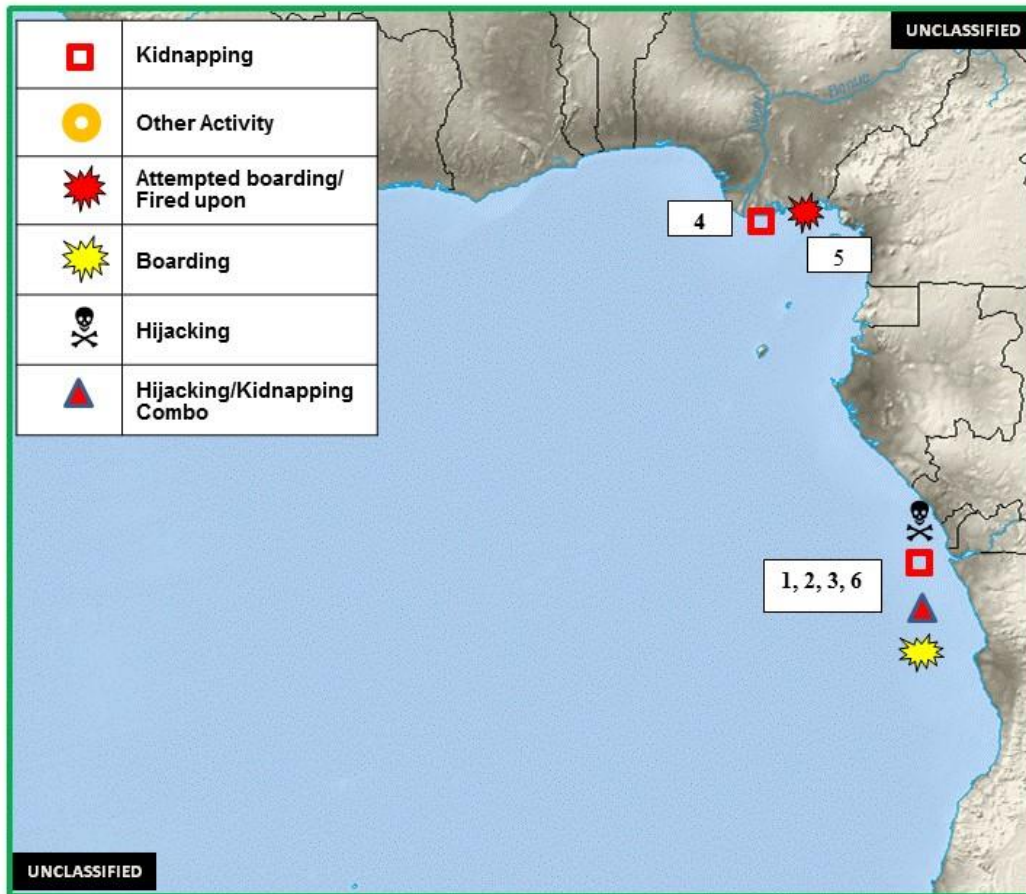 UNCLASSIFIED
Kidnapping
Other Activity
Attempted boarding/
Fired upon
Boarding
Hijacking
Hijacking/Kidnapping
Combo
Benue
4
5
1, 2, 3, 6
UNCLASSIFIED